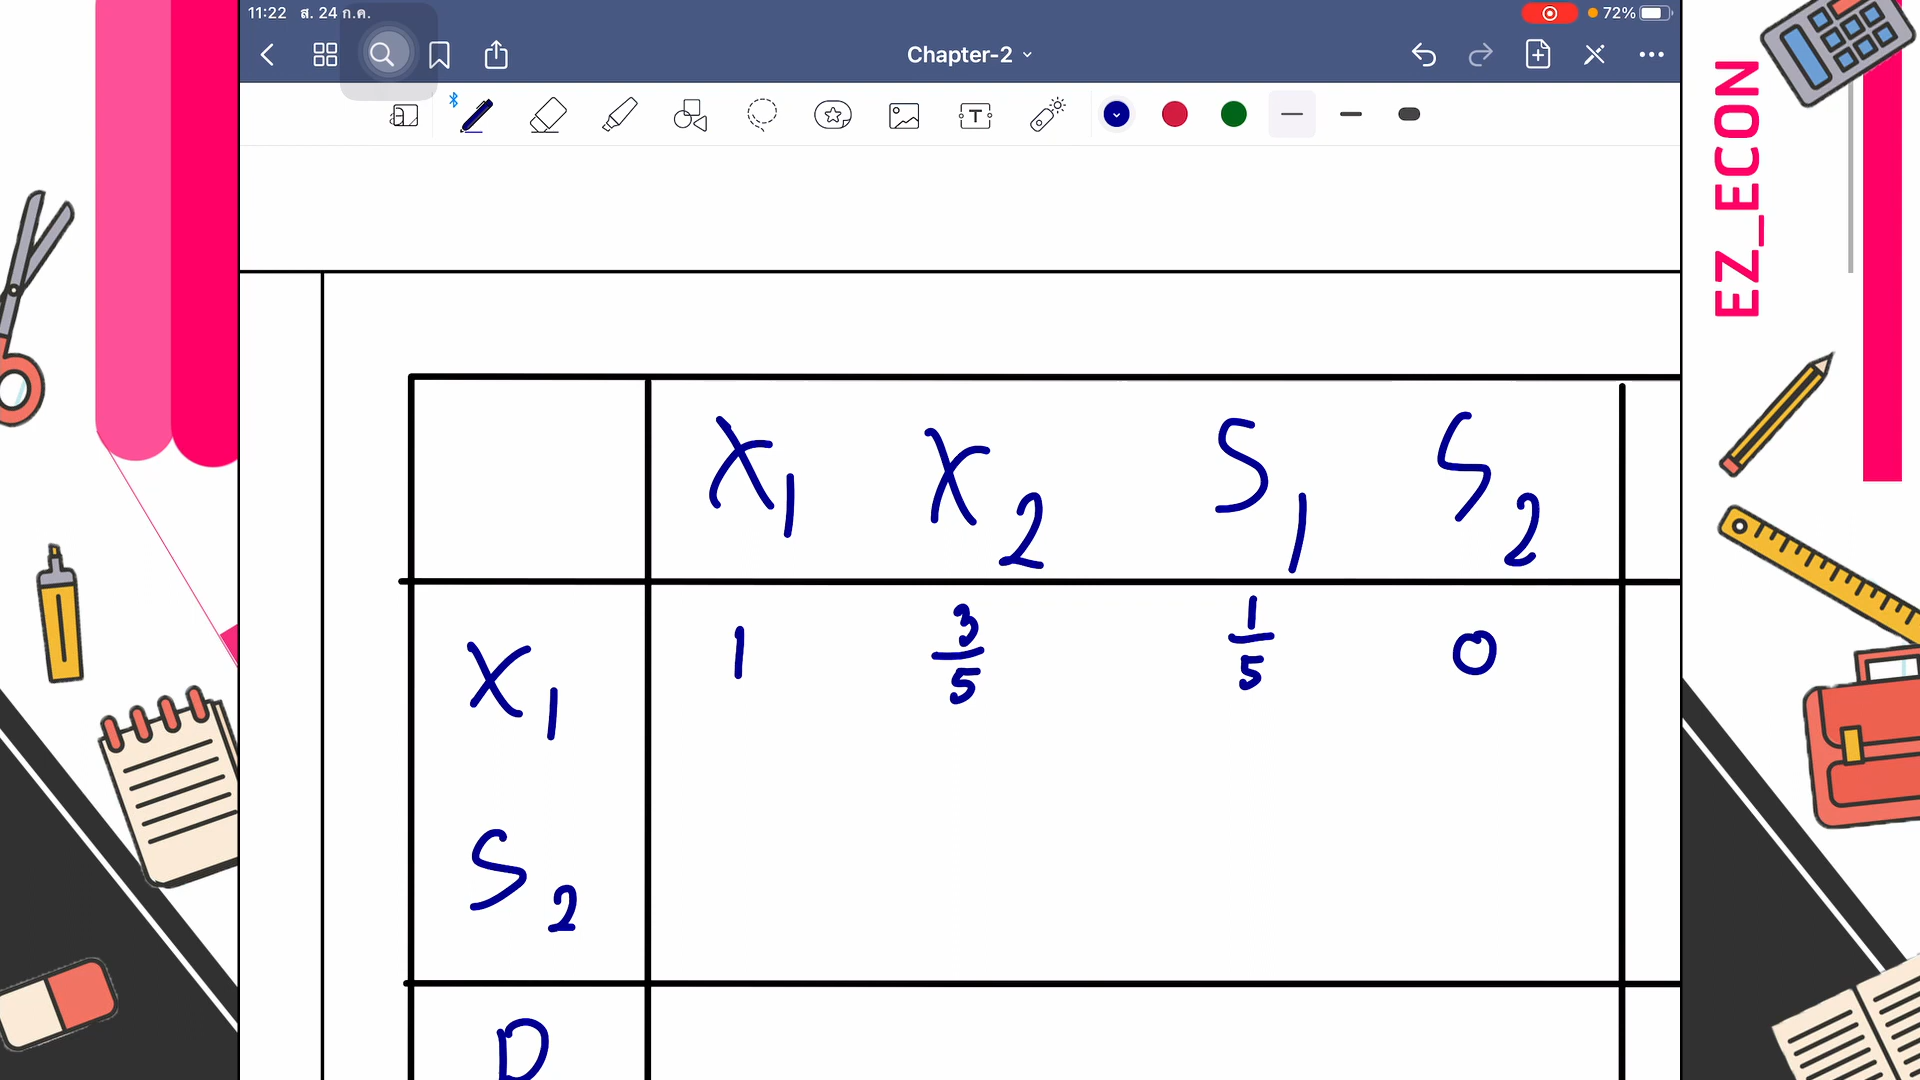 11:22 ส. 24 ก.ค. 72%
Chapter-2
EZ_ECON
X1 X2 S1 S2
X1 1 3/5 1/5 0
S2